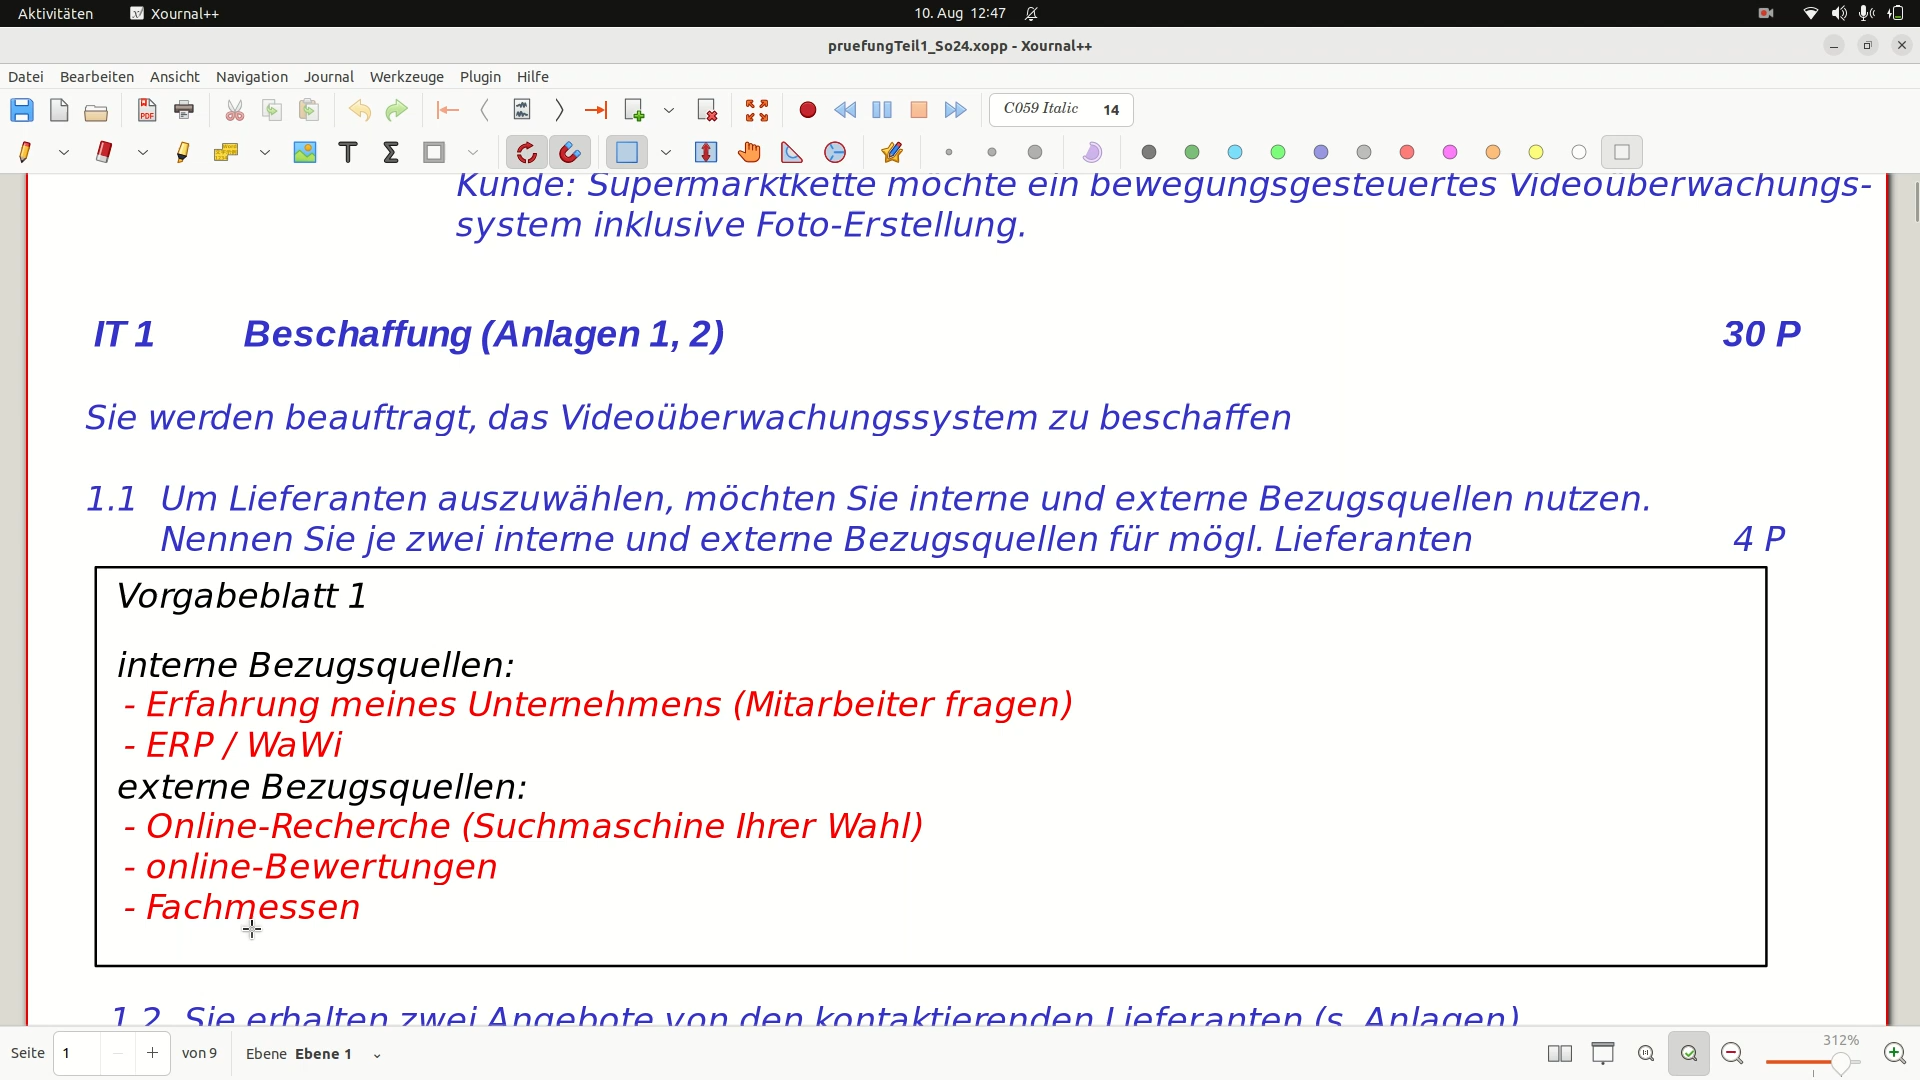 Aktivitäten Xournal++ 10. Aug 12:47
pruefungTeil1_So24.xopp - Xournal++
Datei Bearbeiten Ansicht Navigation Journal Werkzeuge Plugin Hilfe
C059 Italic 14
Kunde: Supermarktkette möchte ein bewegungsgesteuertes Videoüberwachungs-
system inklusive Foto-Erstellung.
IT 1 Beschaffung (Anlagen 1, 2) 30 P
Sie werden beauftragt, das Videoüberwachungssystem zu beschaffen
1.1 Um Lieferanten auszuwählen, möchten Sie interne und externe Bezugsquellen nutzen.
Nennen Sie je zwei interne und externe Bezugsquellen für mögl. Lieferanten 4 P
Vorgabeblatt 1
interne Bezugsquellen:
- Erfahrung meines Unternehmens (Mitarbeiter fragen)
- ERP / WaWi
externe Bezugsquellen:
- Online-Recherche (Suchmaschine Ihrer Wahl)
- online-Bewertungen
- Fachmessen
1.2 Sie erhalten zwei Angebote von den kontaktierenden Lieferanten (s. Anlagen)
Seite 1 von 9 Ebene Ebene 1 312%